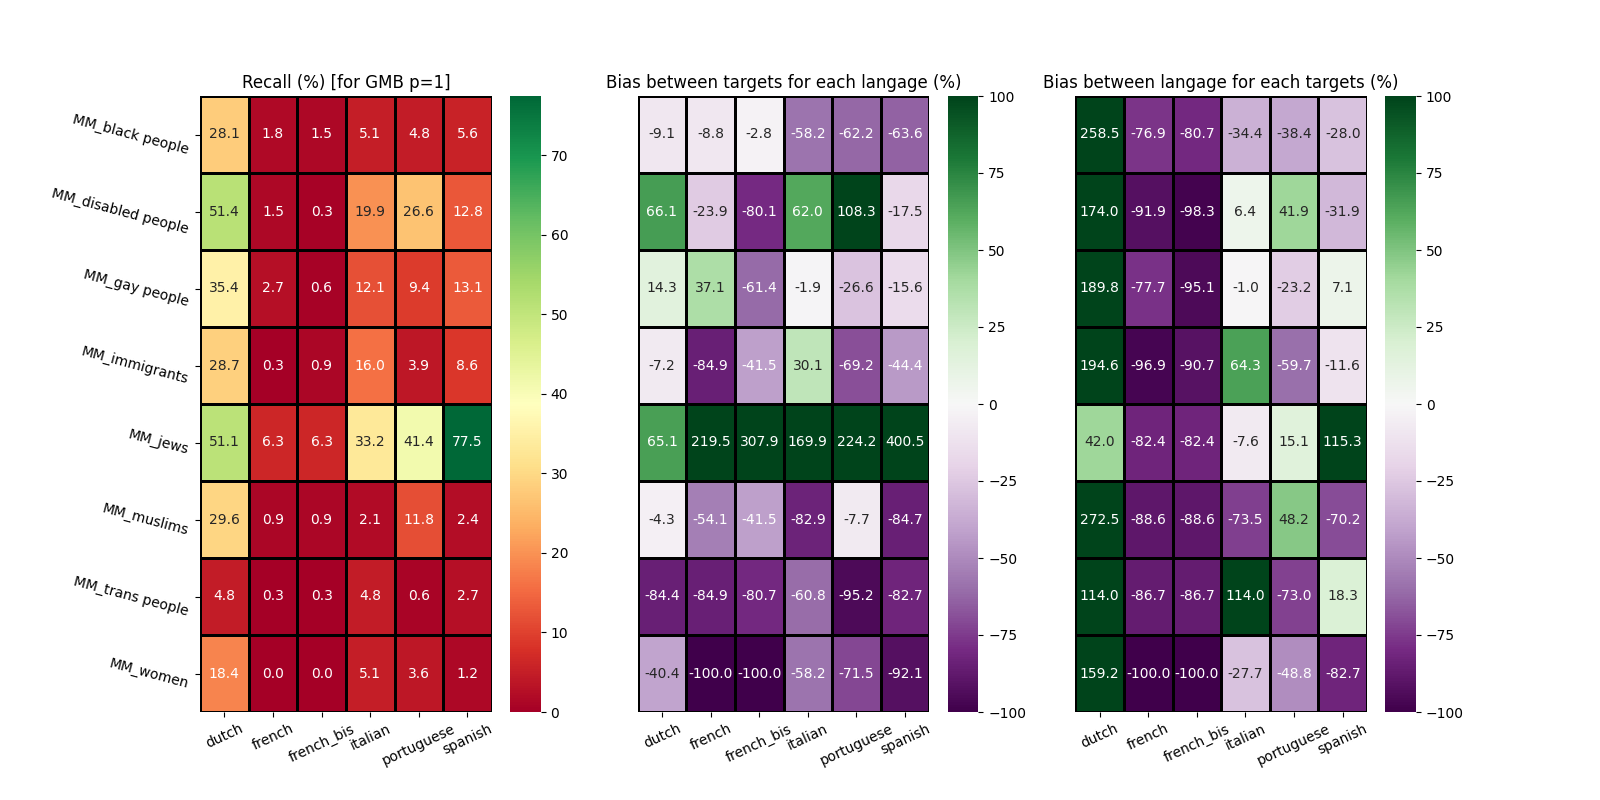 Recall (%) [for GMB p=1]
Bias between targets for each langage (%)
Bias between langage for each targets (%)
MM_black people 28.1 1.8 1.5 5.1 4.8 5.6 -9.1 -8.8 -2.8 -58.2 -62.2 -63.6 258.5 -76.9 -80.7 -34.4 -38.4 -28.0
MM_disabled people 51.4 1.5 0.3 19.9 26.6 12.8 66.1 -23.9 -80.1 62.0 108.3 -17.5 174.0 -91.9 -98.3 6.4 41.9 -31.9
MM_gay people 35.4 2.7 0.6 12.1 9.4 13.1 14.3 37.1 -61.4 -1.9 -26.6 -15.6 189.8 -77.7 -95.1 -1.0 -23.2 7.1
MM_immigrants 28.7 0.3 0.9 16.0 3.9 8.6 -7.2 -84.9 -41.5 30.1 -69.2 -44.4 194.6 -96.9 -90.7 64.3 -59.7 -11.6
MM_jews 51.1 6.3 6.3 33.2 41.4 77.5 65.1 219.5 307.9 169.9 224.2 400.5 42.0 -82.4 -82.4 -7.6 15.1 115.3
MM_muslims 29.6 0.9 0.9 2.1 11.8 2.4 -4.3 -54.1 -41.5 -82.9 -7.7 -84.7 272.5 -88.6 -88.6 -73.5 48.2 -70.2
MM_trans people 4.8 0.3 0.3 4.8 0.6 2.7 -84.4 -84.9 -80.7 -60.8 -95.2 -82.7 114.0 -86.7 -86.7 114.0 -73.0 18.3
MM_women 18.4 0.0 0.0 5.1 3.6 1.2 -40.4 -100.0 -100.0 -58.2 -71.5 -92.1 159.2 -100.0 -100.0 -27.7 -48.8 -82.7
dutch french french_bis italian portuguese spanish
dutch french french_bis italian portuguese spanish
dutch french french_bis italian portuguese spanish
70
60
50
40
30
20
10
0
100
75
50
25
0
−25
−50
−75
−100
100
75
50
25
0
−25
−50
−75
−100